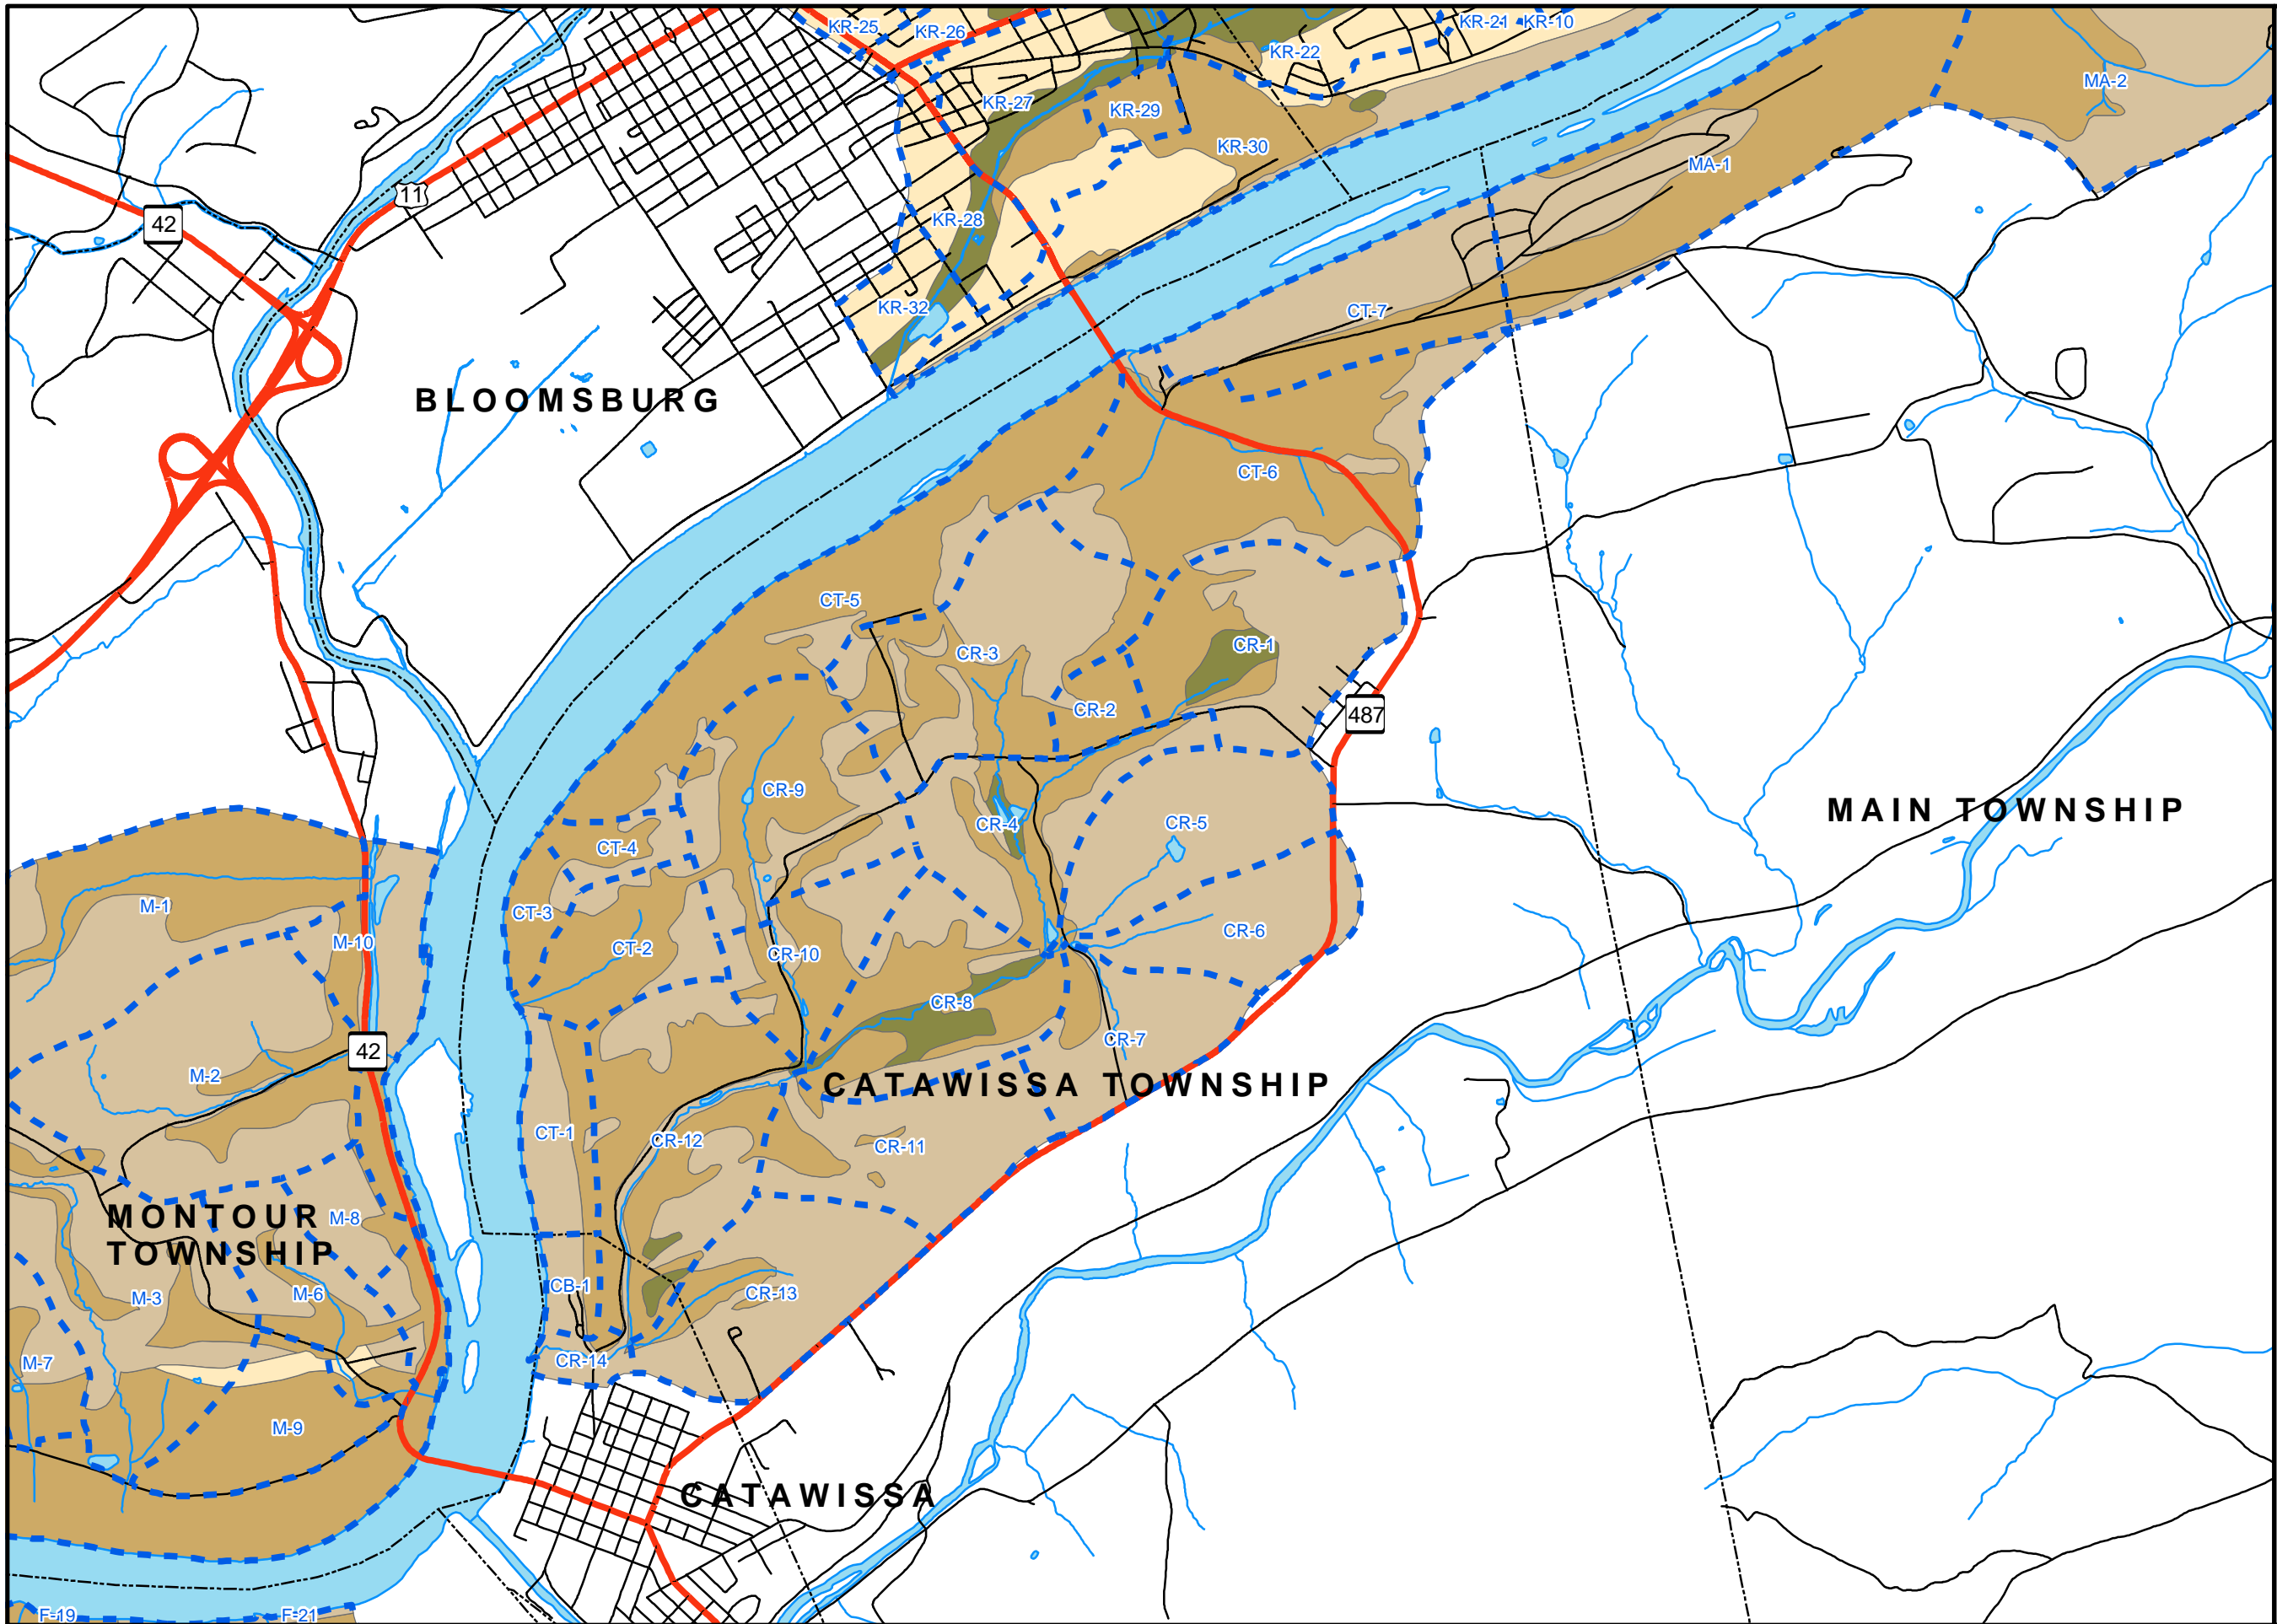 KR-25
KR-26
KR-21
KR-10
KR-22
MA-2
KR-27
KR-29
KR-30
MA-1
11
42
KR-28
KR-32
CT-7
BLOOMSBURG
CT-6
CT-5
CR-3
CR-1
CR-2
487
CR-9
CR-4
CR-5
MAIN TOWNSHIP
CT-4
M-1
CT-3
M-10
CT-2
CR-10
CR-6
CR-8
CR-7
42
M-2
CATAWISSA TOWNSHIP
CT-1
CR-12
CR-11
MONTOUR
TOWNSHIP
M-8
CB-1
CR-13
M-3
M-6
M-7
CR-14
M-9
CATAWISSA
F-19
F-21